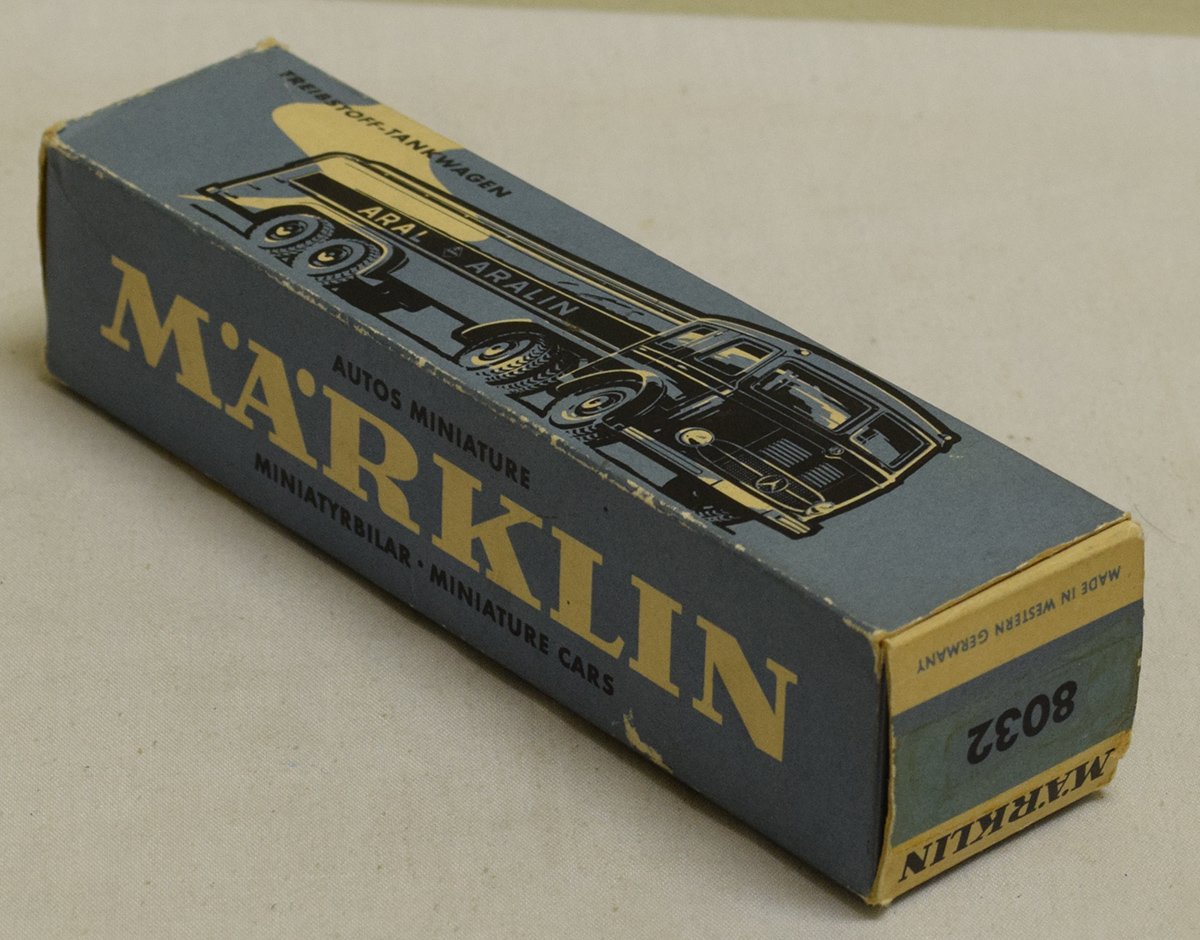 TREIBSTOFF-TANKWAGEN
ARAL ARALIN
AUTOS MINIATURE
MÄRKLIN
MINIATYRBILAR · MINIATURE CARS
MADE IN WESTERN GERMANY
8032
MÄRKLIN